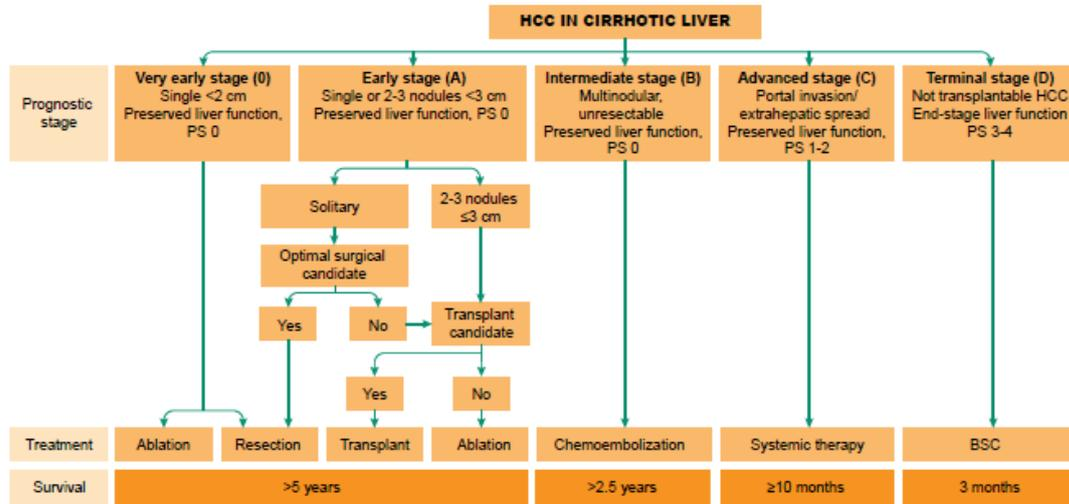 HCC IN CIRRHOTIC LIVER
Prognostic
stage
Very early stage (0)
Single <2 cm
Preserved liver function,
PS 0
Early stage (A)
Single or 2-3 nodules <3 cm
Preserved liver function, PS 0
Intermediate stage (B)
Multinodular,
unresectable
Preserved liver function,
PS 0
Advanced stage (C)
Portal invasion/
extrahepatic spread
Preserved liver function,
PS 1-2
Terminal stage (D)
Not transplantable HCC
End-stage liver function
PS 3-4
Solitary
2-3 nodules
≤3 cm
Optimal surgical
candidate
Yes
No
Transplant
candidate
Yes
No
Treatment
Ablation
Resection
Transplant
Ablation
Chemoembolization
Systemic therapy
BSC
Survival
>5 years
>2.5 years
≥10 months
3 months